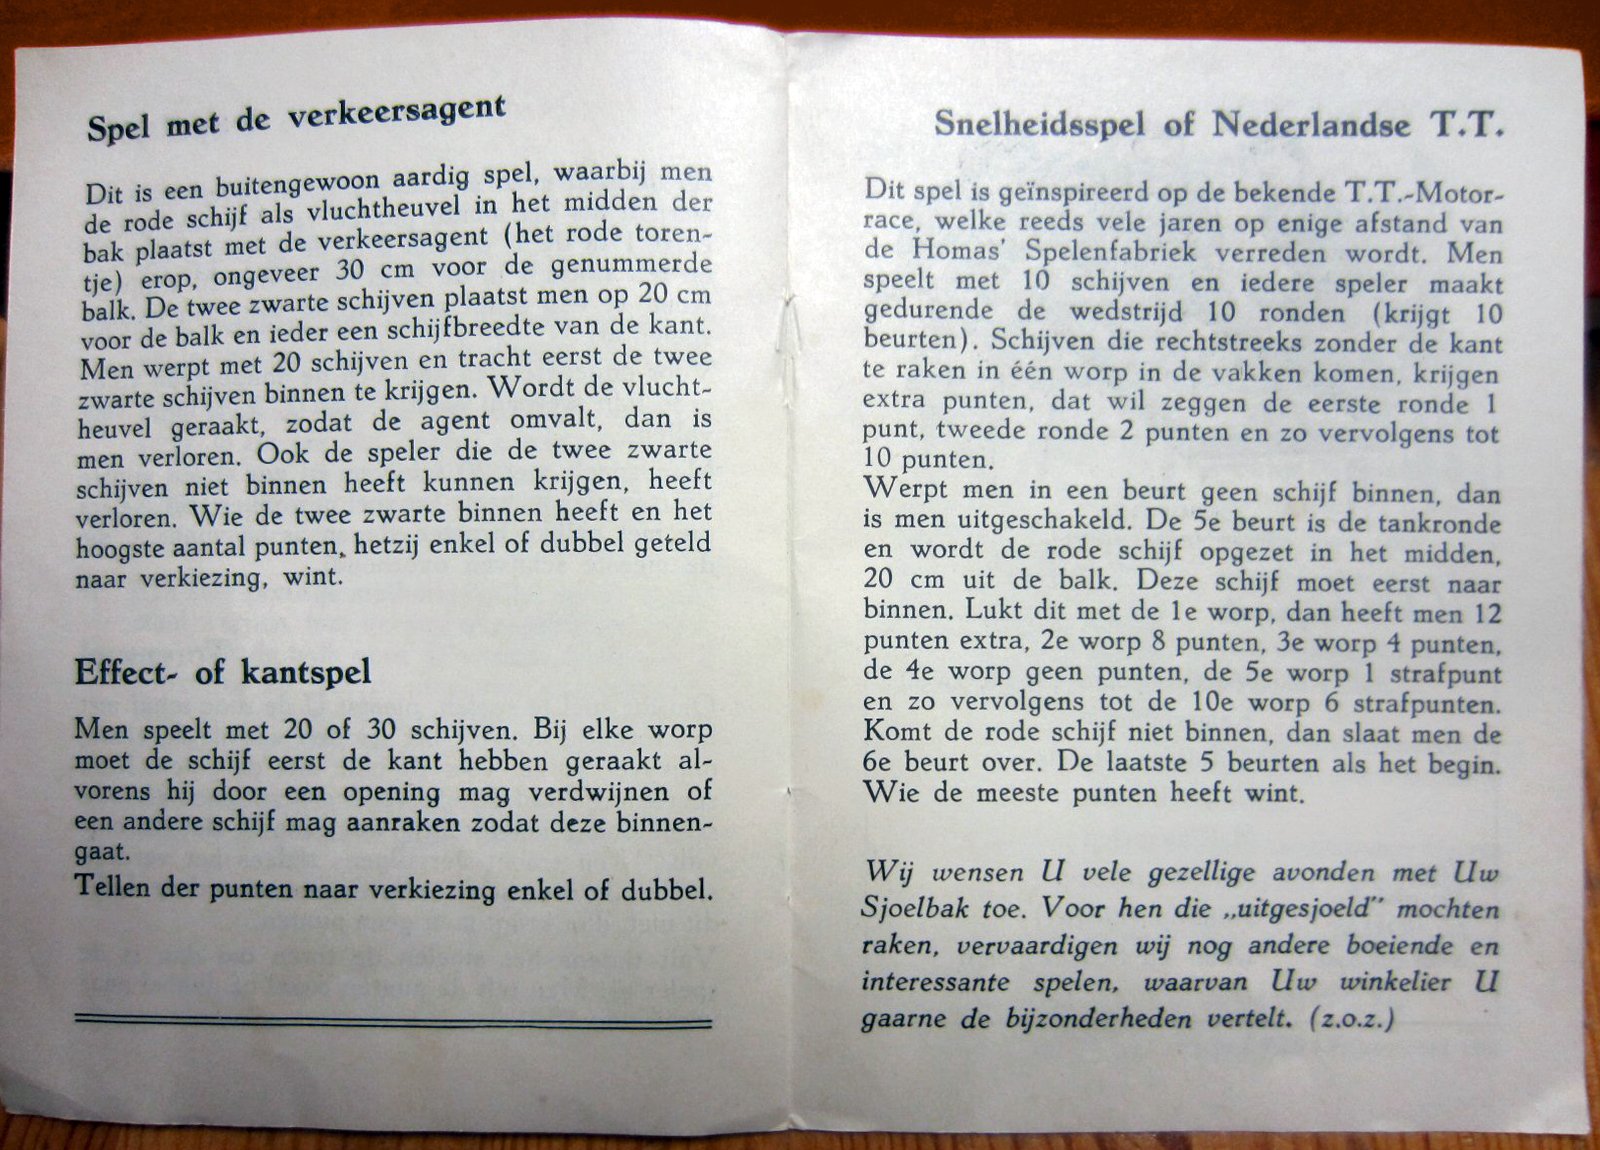 Spel met de verkeersagent
Dit is een buitengewoon aardig spel, waarbij men
de rode schijf als vluchtheuvel in het midden der
bak plaatst met de verkeersagent (het rode toren-
tje) erop, ongeveer 30 cm voor de genummerde
balk. De twee zwarte schijven plaatst men op 20 cm
voor de balk en ieder een schijfbreedte van de kant.
Men werpt met 20 schijven en tracht eerst de twee
zwarte schijven binnen te krijgen. Wordt de vlucht-
heuvel geraakt, zodat de agent omvalt, dan is
men verloren. Ook de speler die de twee zwarte
schijven niet binnen heeft kunnen krijgen, heeft
verloren. Wie de twee zwarte binnen heeft en het
hoogste aantal punten, hetzij enkel of dubbel geteld
naar verkiezing, wint.
Effect- of kantspel
Men speelt met 20 of 30 schijven. Bij elke worp
moet de schijf eerst de kant hebben geraakt al-
vorens hij door een opening mag verdwijnen of
een andere schijf mag aanraken zodat deze binnen-
gaat.
Tellen der punten naar verkiezing enkel of dubbel.
Snelheidsspel of Nederlandse T.T.
Dit spel is geïnspireerd op de bekende T.T.-Motor-
race, welke reeds vele jaren op enige afstand van
de Homas' Spelenfabriek verreden wordt. Men
speelt met 10 schijven en iedere speler maakt
gedurende de wedstrijd 10 ronden (krijgt 10
beurten). Schijven die rechtstreeks zonder de kant
te raken in één worp in de vakken komen, krijgen
extra punten, dat wil zeggen de eerste ronde 1
punt, tweede ronde 2 punten en zo vervolgens tot
10 punten.
Werpt men in een beurt geen schijf binnen, dan
is men uitgeschakeld. De 5e beurt is de tankronde
en wordt de rode schijf opgezet in het midden,
20 cm uit de balk. Deze schijf moet eerst naar
binnen. Lukt dit met de 1e worp, dan heeft men 12
punten extra, 2e worp 8 punten, 3e worp 4 punten,
de 4e worp geen punten, de 5e worp 1 strafpunt
en zo vervolgens tot de 10e worp 6 strafpunten.
Komt de rode schijf niet binnen, dan slaat men de
6e beurt over. De laatste 5 beurten als het begin.
Wie de meeste punten heeft wint.
Wij wensen U vele gezellige avonden met Uw
Sjoelbak toe. Voor hen die „uitgesjoeld" mochten
raken, vervaardigen wij nog andere boeiende en
interessante spelen, waarvan Uw winkelier U
gaarne de bijzonderheden vertelt. (z.o.z.)